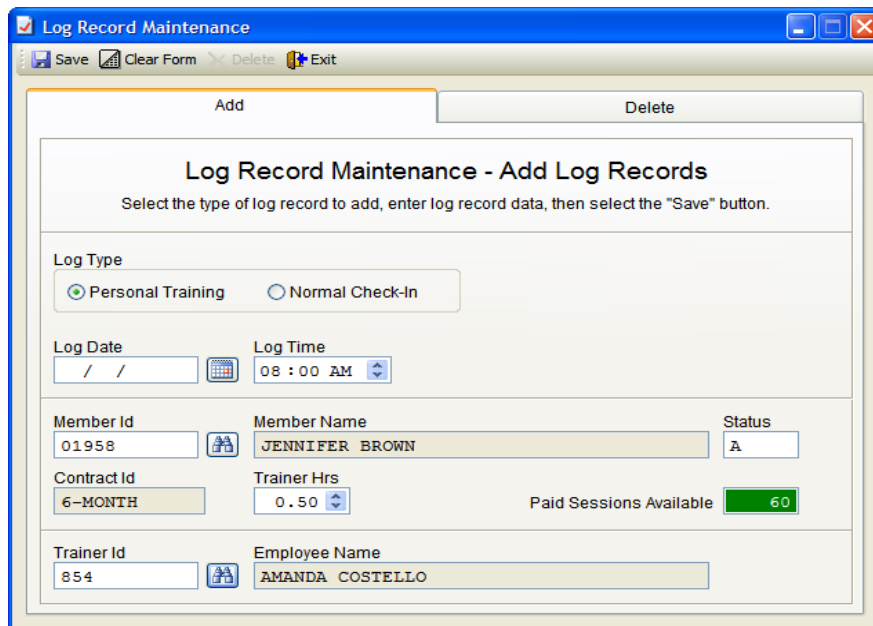 Log Record Maintenance
Save Clear Form Delete Exit
Add Delete
Log Record Maintenance - Add Log Records
Select the type of log record to add, enter log record data, then select the "Save" button.
Log Type
Personal Training Normal Check-In
Log Date Log Time
/ / 08:00 AM
Member Id Member Name Status
01958 JENNIFER BROWN A
Contract Id Trainer Hrs
6-MONTH 0.50 Paid Sessions Available 60
Trainer Id Employee Name
854 AMANDA COSTELLO